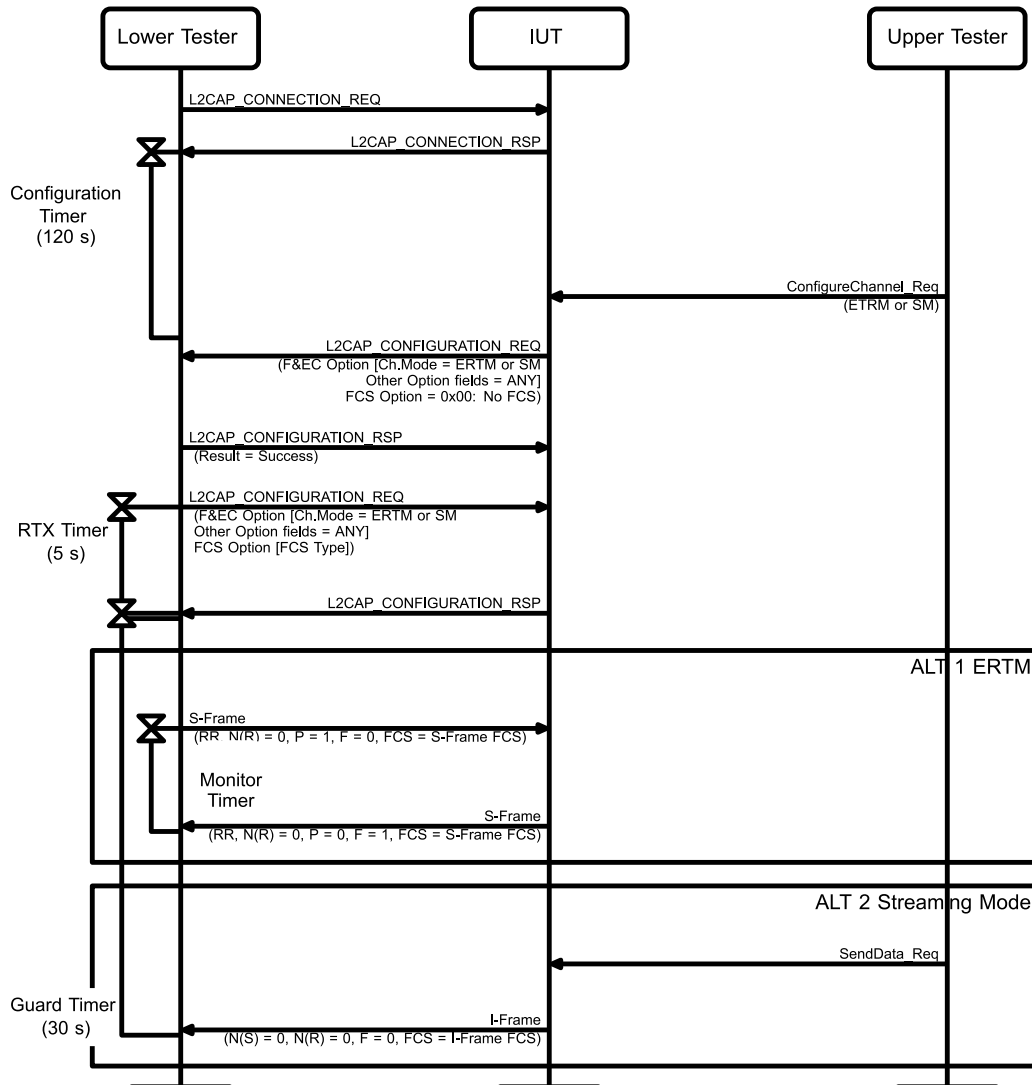 Lower Tester
IUT
Upper Tester
L2CAP_CONNECTION_REQ
L2CAP_CONNECTION_RSP
Configuration
Timer
(120 s)
ConfigureChannel_Req
(ETRM or SM)
L2CAP_CONFIGURATION_REQ
(F&EC Option [Ch.Mode = ERTM or SM
Other Option fields = ANY]
FCS Option = 0x00: No FCS)
L2CAP_CONFIGURATION_RSP
(Result = Success)
L2CAP_CONFIGURATION_REQ
(F&EC Option [Ch.Mode = ERTM or SM
Other Option fields = ANY]
FCS Option [FCS Type])
RTX Timer
(5 s)
L2CAP_CONFIGURATION_RSP
ALT 1 ERTM
S-Frame
(RR, N(R) = 0, P = 1, F = 0, FCS = S-Frame FCS)
Monitor
Timer
S-Frame
(RR, N(R) = 0, P = 0, F = 1, FCS = S-Frame FCS)
ALT 2 Streaming Mode
SendData_Req
Guard Timer
(30 s)
I-Frame
(N(S) = 0, N(R) = 0, F = 0, FCS = I-Frame FCS)